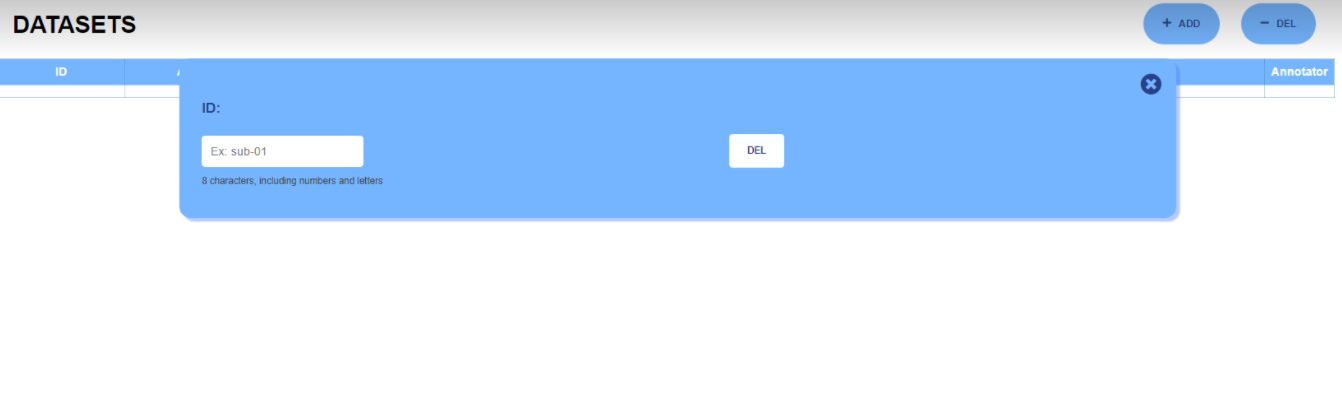 DATASETS
+ ADD
− DEL
ID
Annotator
ID:
Ex: sub-01
DEL
8 characters, including numbers and letters